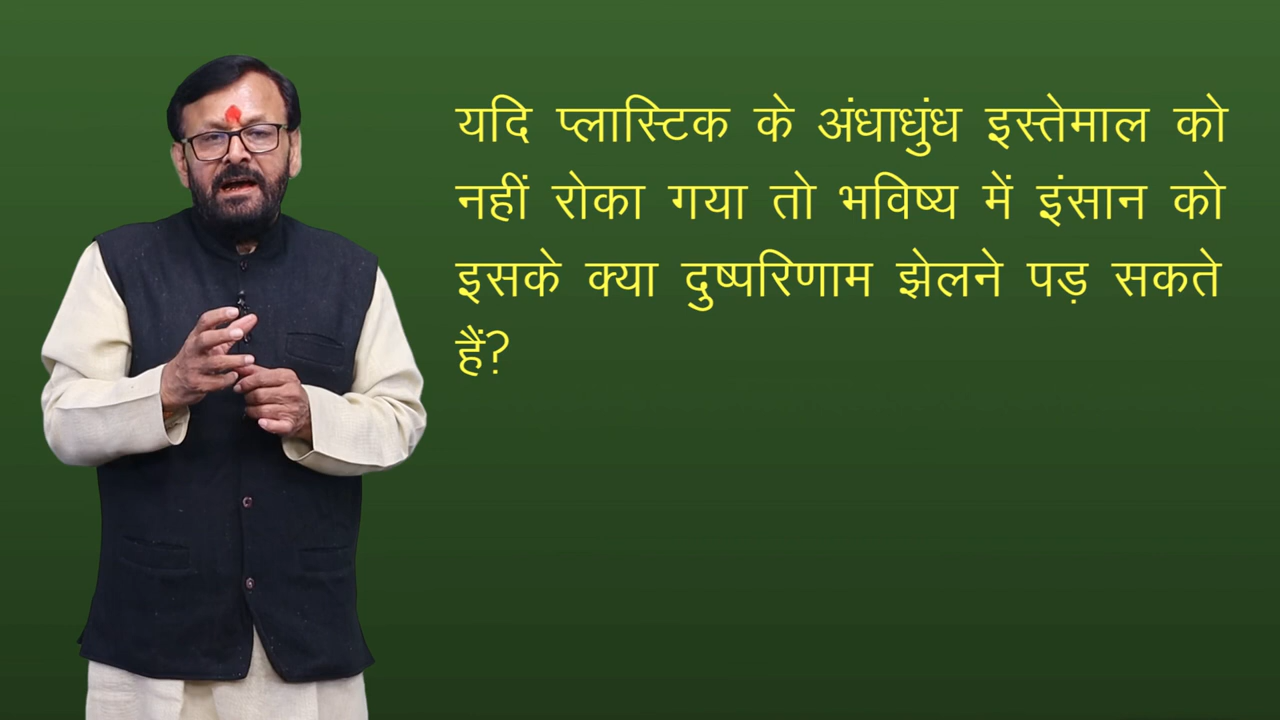 यदि प्लास्टिक के अंधाधुंध इस्तेमाल को
नहीं रोका गया तो भविष्य में इंसान को
इसके क्या दुष्परिणाम झेलने पड़ सकते
हैं?